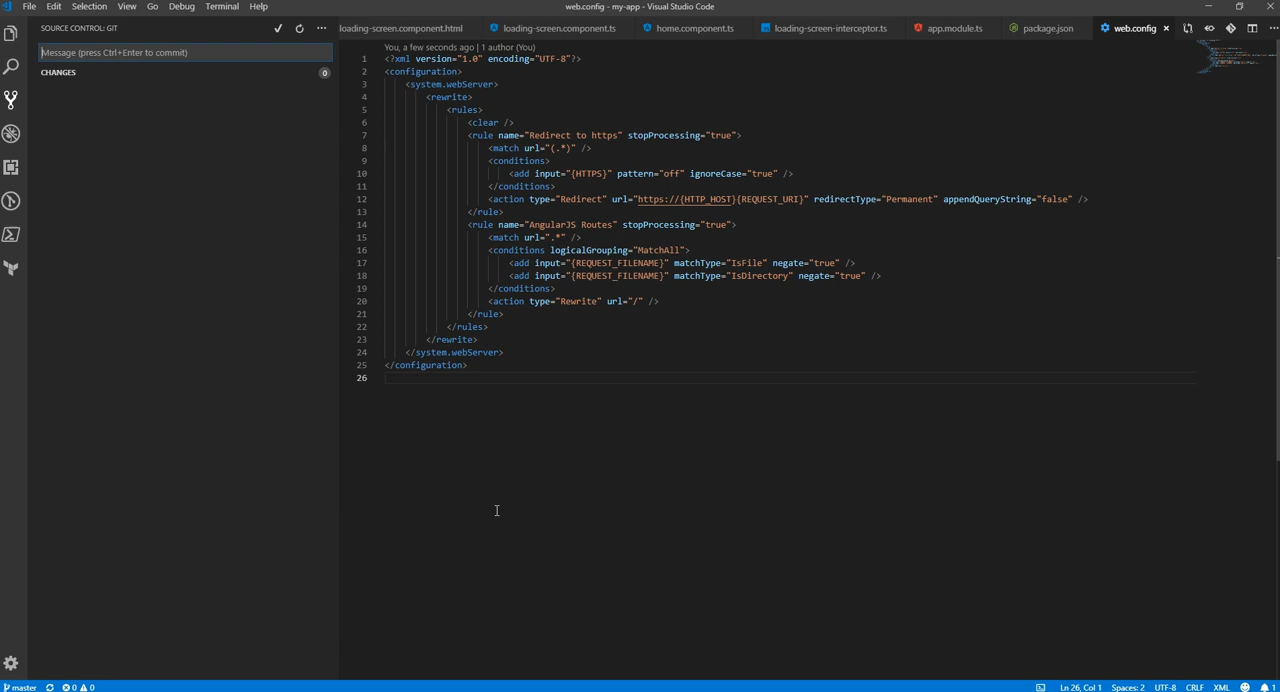 File Edit Selection View Go Debug Terminal Help
web.config - my-app - Visual Studio Code
SOURCE CONTROL: GIT
loading-screen.component.html loading-screen.component.ts home.component.ts loading-screen-interceptor.ts app.module.ts package.json web.config
Message (press Ctrl+Enter to commit)
CHANGES 0
You, a few seconds ago | 1 author (You)
1 <?xml version="1.0" encoding="UTF-8"?>
2 <configuration>
3 <system.webServer>
4 <rewrite>
5 <rules>
6 <clear />
7 <rule name="Redirect to https" stopProcessing="true">
8 <match url="(.*)" />
9 <conditions>
10 <add input="{HTTPS}" pattern="off" ignoreCase="true" />
11 </conditions>
12 <action type="Redirect" url="https://{HTTP_HOST}{REQUEST_URI}" redirectType="Permanent" appendQueryString="false" />
13 </rule>
14 <rule name="AngularJS Routes" stopProcessing="true">
15 <match url=".*" />
16 <conditions logicalGrouping="MatchAll">
17 <add input="{REQUEST_FILENAME}" matchType="IsFile" negate="true" />
18 <add input="{REQUEST_FILENAME}" matchType="IsDirectory" negate="true" />
19 </conditions>
20 <action type="Rewrite" url="/" />
21 </rule>
22 </rules>
23 </rewrite>
24 </system.webServer>
25 </configuration>
26
master 0 0 Ln 26, Col 1 Spaces: 2 UTF-8 CRLF XML 1